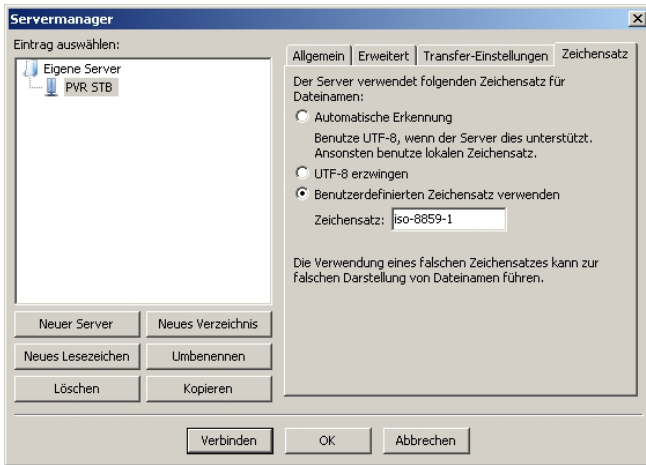 Servermanager
Eintrag auswählen:
Eigene Server
PVR STB
Neuer Server
Neues Verzeichnis
Neues Lesezeichen
Umbenennen
Löschen
Kopieren
Allgemein
Erweitert
Transfer-Einstellungen
Zeichensatz
Der Server verwendet folgenden Zeichensatz für
Dateinamen:
Automatische Erkennung
Benutze UTF-8, wenn der Server dies unterstützt.
Ansonsten benutze lokalen Zeichensatz.
UTF-8 erzwingen
Benutzerdefinierten Zeichensatz verwenden
Zeichensatz: iso-8859-1
Die Verwendung eines falschen Zeichensatzes kann zur
falschen Darstellung von Dateinamen führen.
Verbinden
OK
Abbrechen